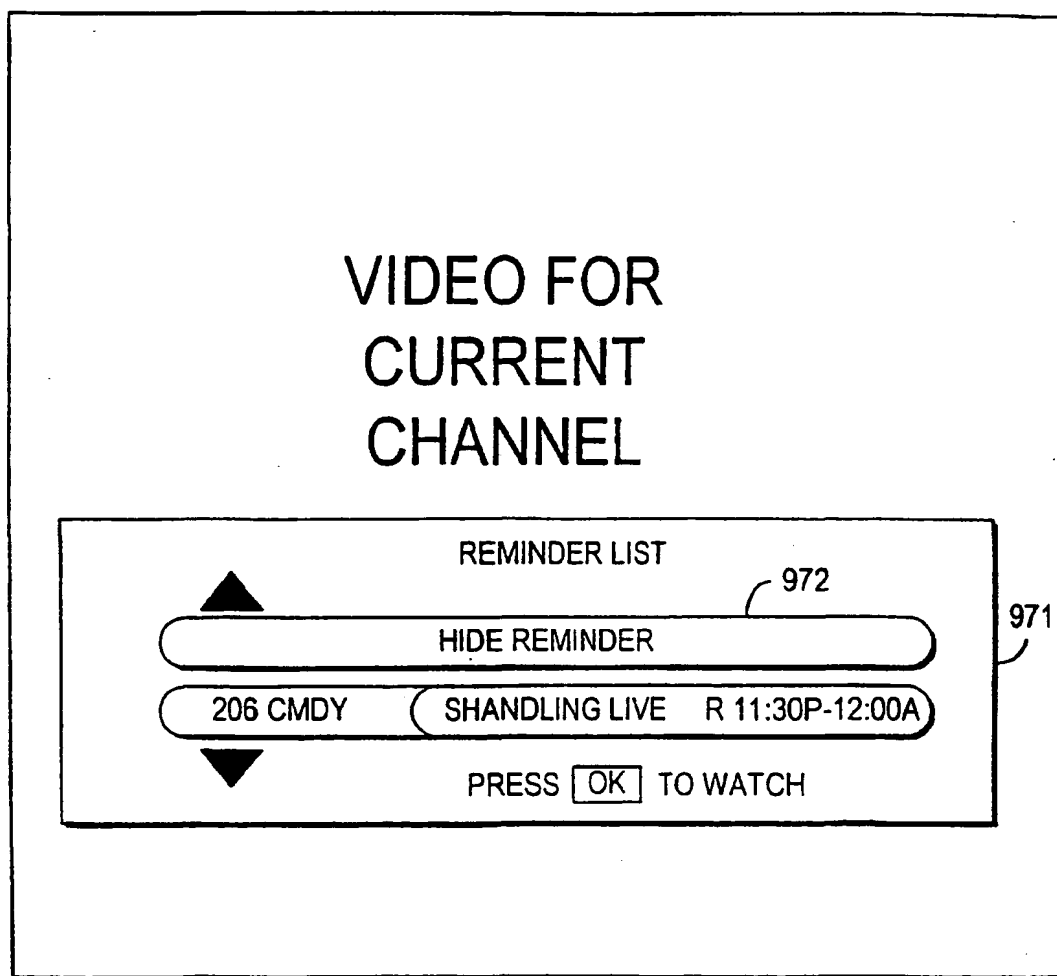 VIDEO FOR
CURRENT
CHANNEL
REMINDER LIST
972
971
HIDE REMINDER
206 CMDY SHANDLING LIVE R 11:30P-12:00A
PRESS OK TO WATCH